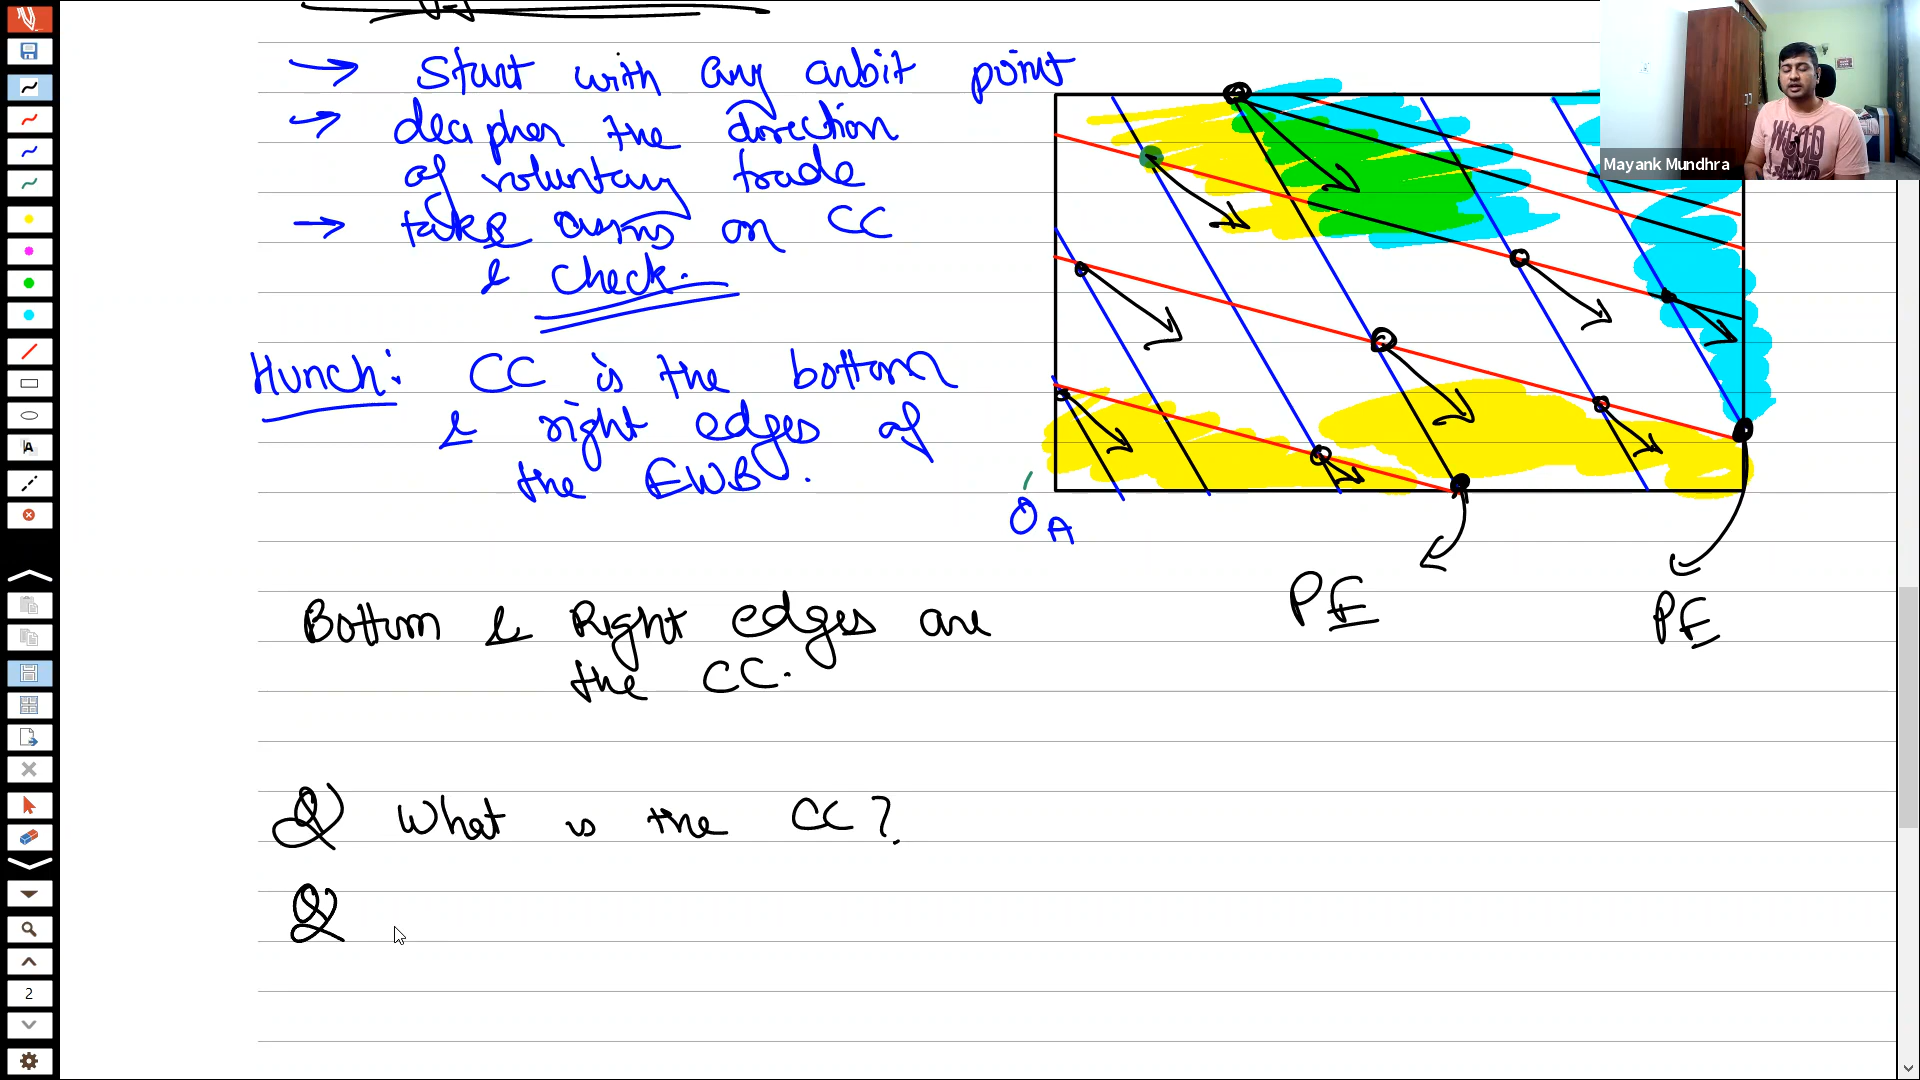 → Start with any arbit point
→ decipher the direction
of voluntary trade
→ take assns on CC
& check.
Hunch: CC is the bottom
& right edges of
the EWB.
O A
PE
PE
Bottom & Right edges are
the CC.
Q What is the CC?
Q
Mayank Mundhra
A
2